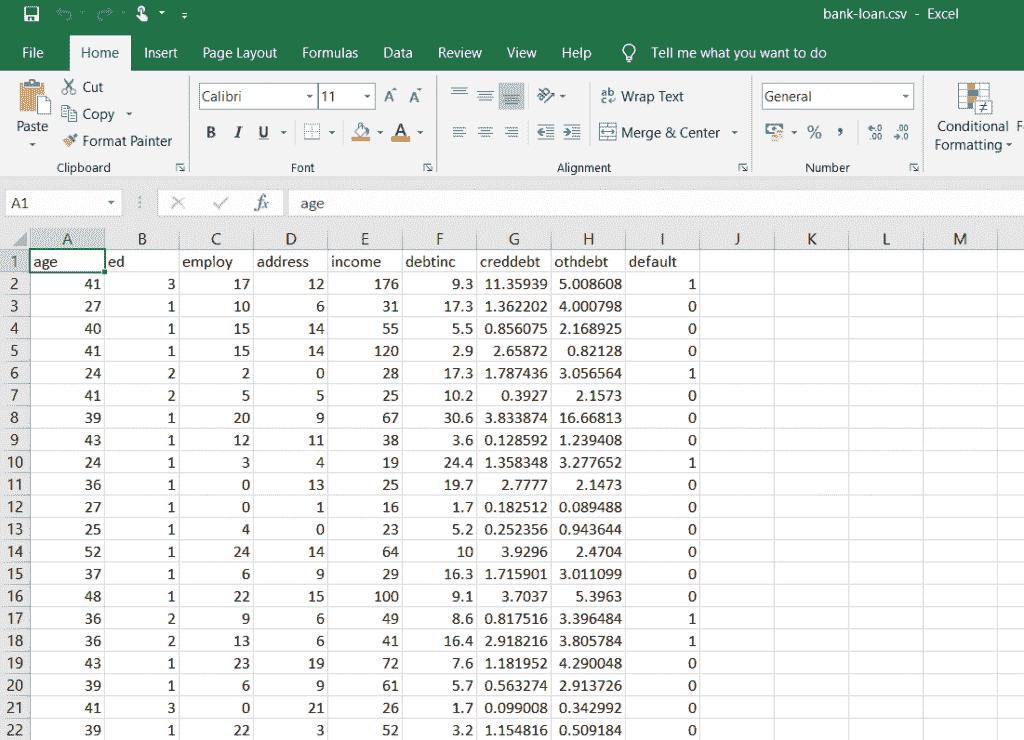 bank-loan.csv - Excel
File Home Insert Page Layout Formulas Data Review View Help Tell me what you want to do
Cut
Copy
Format Painter
Paste
Clipboard
Calibri 11 A A
B I U A
Font
ab Wrap Text
Merge & Center
Alignment
General
% , .00 .00
Number
Conditional F
Formatting
A1 fx age
A B C D E F G H I J K L M
1 age ed employ address income debtinc creddebt othdebt default
2 41 3 17 12 176 9.3 11.35939 5.008608 1
3 27 1 10 6 31 17.3 1.362202 4.000798 0
4 40 1 15 14 55 5.5 0.856075 2.168925 0
5 41 1 15 14 120 2.9 2.65872 0.82128 0
6 24 2 2 0 28 17.3 1.787436 3.056564 1
7 41 2 5 5 25 10.2 0.3927 2.1573 0
8 39 1 20 9 67 30.6 3.833874 16.66813 0
9 43 1 12 11 38 3.6 0.128592 1.239408 0
10 24 1 3 4 19 24.4 1.358348 3.277652 1
11 36 1 0 13 25 19.7 2.7777 2.1473 0
12 27 1 0 1 16 1.7 0.182512 0.089488 0
13 25 1 4 0 23 5.2 0.252356 0.943644 0
14 52 1 24 14 64 10 3.9296 2.4704 0
15 37 1 6 9 29 16.3 1.715901 3.011099 0
16 48 1 22 15 100 9.1 3.7037 5.3963 0
17 36 2 9 6 49 8.6 0.817516 3.396484 1
18 36 2 13 6 41 16.4 2.918216 3.805784 1
19 43 1 23 19 72 7.6 1.181952 4.290048 0
20 39 1 6 9 61 5.7 0.563274 2.913726 0
21 41 3 0 21 26 1.7 0.099008 0.342992 0
22 39 1 22 3 52 3.2 1.154816 0.509184 0